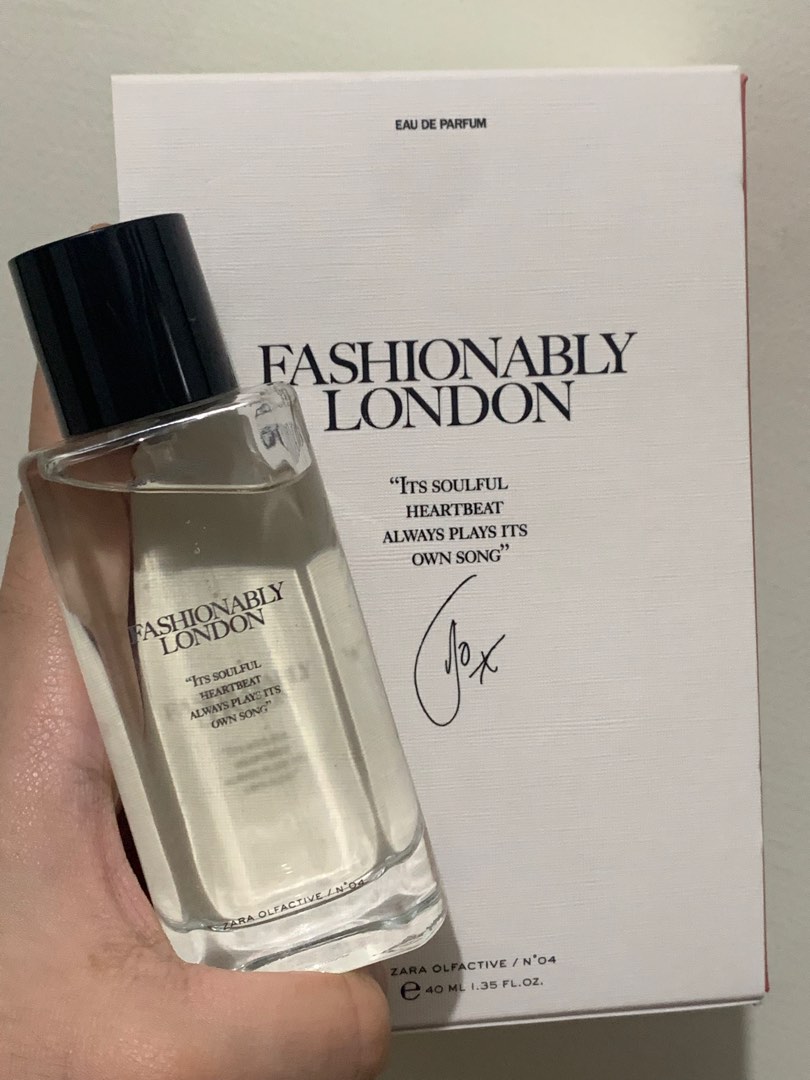 EAU DE PARFUM
FASHIONABLY
LONDON
“ITS SOULFUL
HEARTBEAT
ALWAYS PLAYS ITS
OWN SONG”
Jo x
ZARA OLFACTIVE / N°04
e 40 ML 1.35 FL.OZ.
FASHIONABLY
LONDON
“ITS SOULFUL
HEARTBEAT
ALWAYS PLAYS ITS
OWN SONG”
ZARA OLFACTIVE / N°04